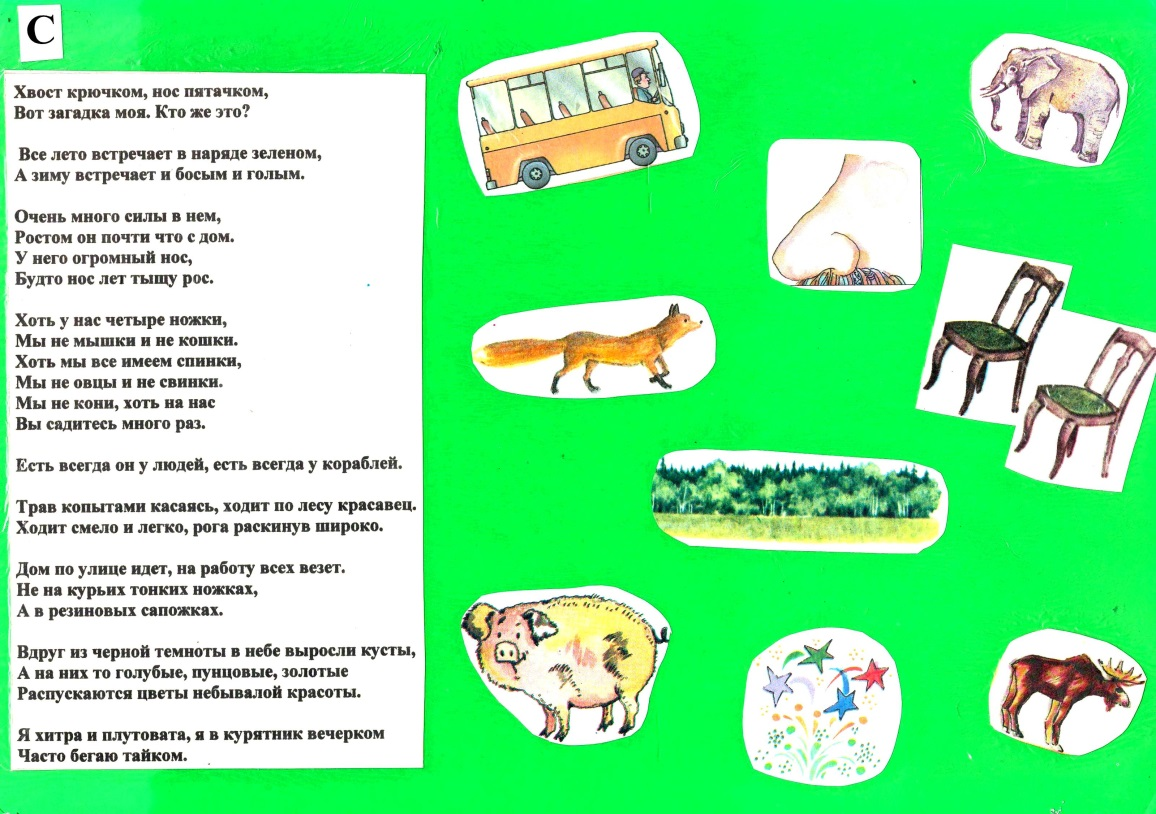 С
Хвост крючком, нос пятачком,
Вот загадка моя. Кто же это?
Все лето встречает в наряде зеленом,
А зиму встречает и босым и голым.
Очень много силы в нем,
Ростом он почти что с дом.
У него огромный нос,
Будто нос лет тыщу рос.
Хоть у нас четыре ножки,
Мы не мышки и не кошки.
Хоть мы все имеем спинки,
Мы не овцы и не свинки.
Мы не кони, хоть на нас
Вы садитесь много раз.
Есть всегда он у людей, есть всегда у кораблей.
Трав копытами касаясь, ходит по лесу красавец.
Ходит смело и легко, рога раскинув широко.
Дом по улице идет, на работу всех везет.
Не на курьих тонких ножках,
А в резиновых сапожках.
Вдруг из черной темноты в небе выросли кусты,
А на них то голубые, пунцовые, золотые
Распускаются цветы небывалой красоты.
Я хитра и плутовата, я в курятник вечерком
Часто бегаю тайком.